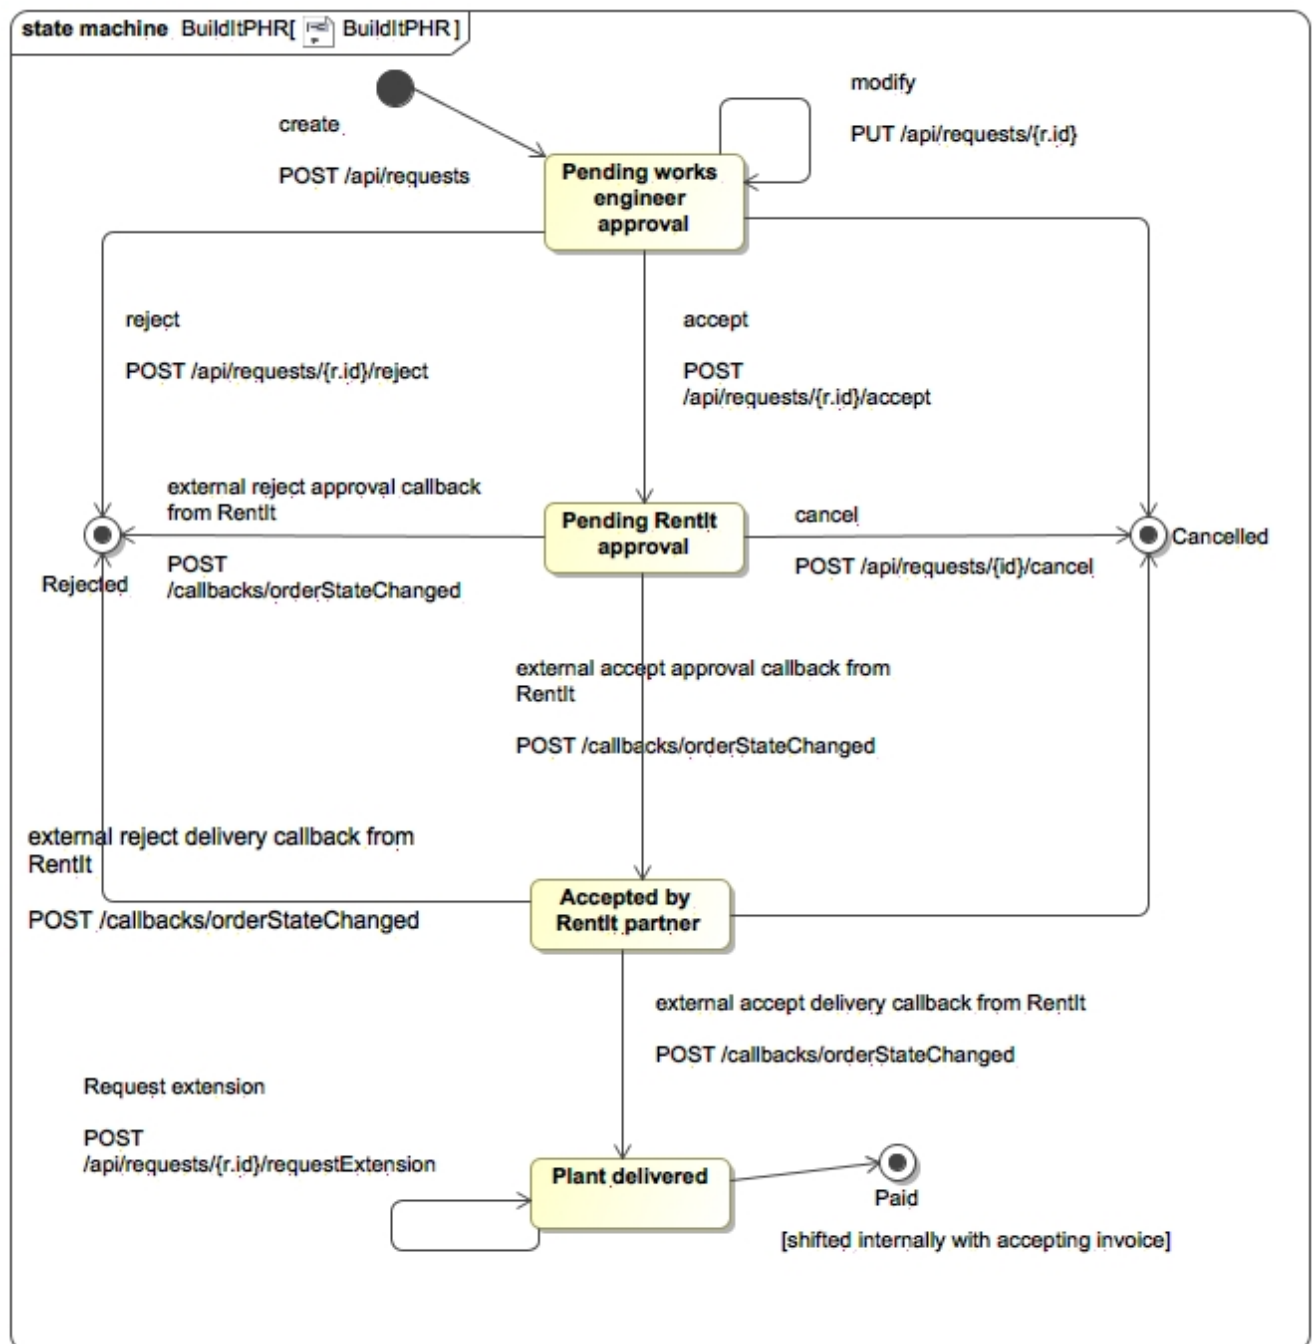 state machine BuildItPHR[ BuildItPHR ]
create
POST /api/requests
modify
PUT /api/requests/{r.id}
Pending works
engineer
approval
reject
POST /api/requests/{r.id}/reject
accept
POST
/api/requests/{r.id}/accept
external reject approval callback
from RentIt
POST
/callbacks/orderStateChanged
Rejected
Pending RentIt
approval
cancel
POST /api/requests/{id}/cancel
Cancelled
external accept approval callback from
RentIt
POST /callbacks/orderStateChanged
external reject delivery callback from
RentIt
POST /callbacks/orderStateChanged
Accepted by
RentIt partner
external accept delivery callback from RentIt
POST /callbacks/orderStateChanged
Request extension
POST
/api/requests/{r.id}/requestExtension
Plant delivered
Paid
[shifted internally with accepting invoice]